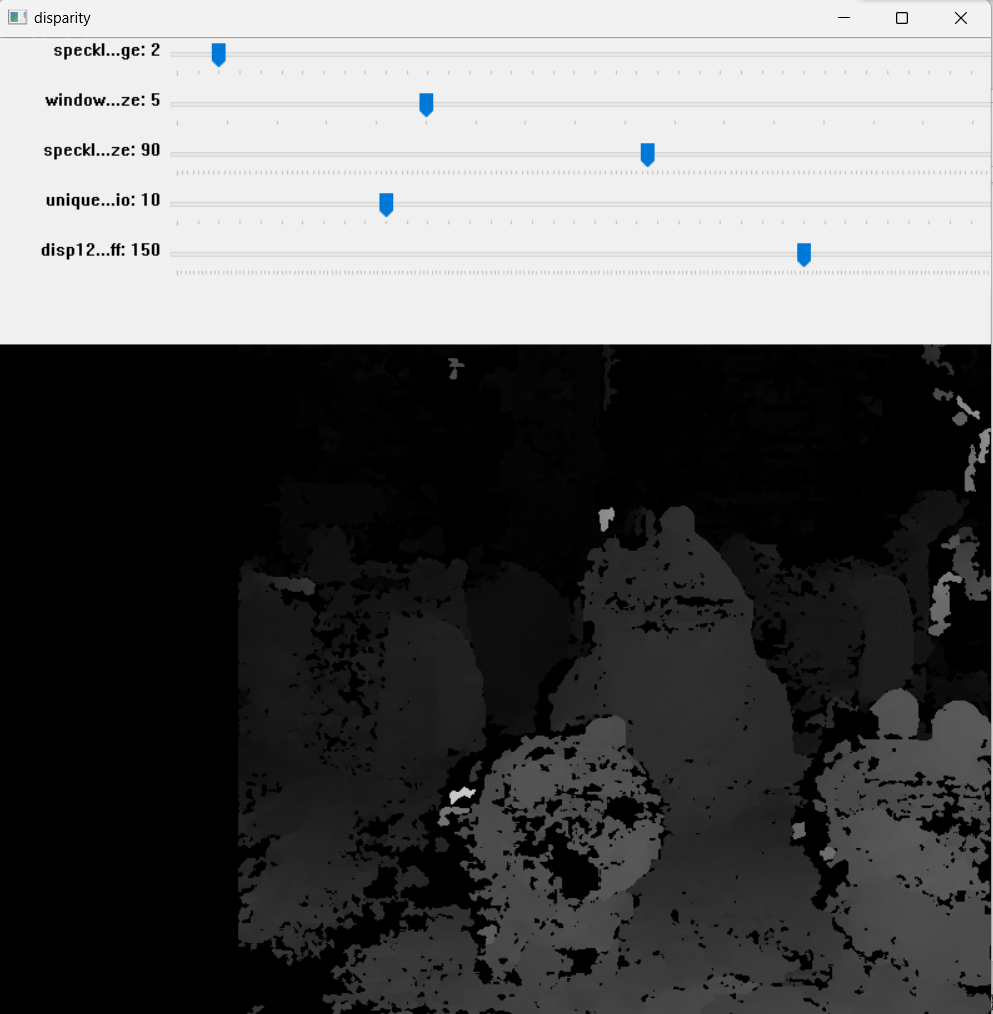 disparity
speckl...ge: 2
window...ze: 5
speckl...ze: 90
unique...io: 10
disp12...ff: 150